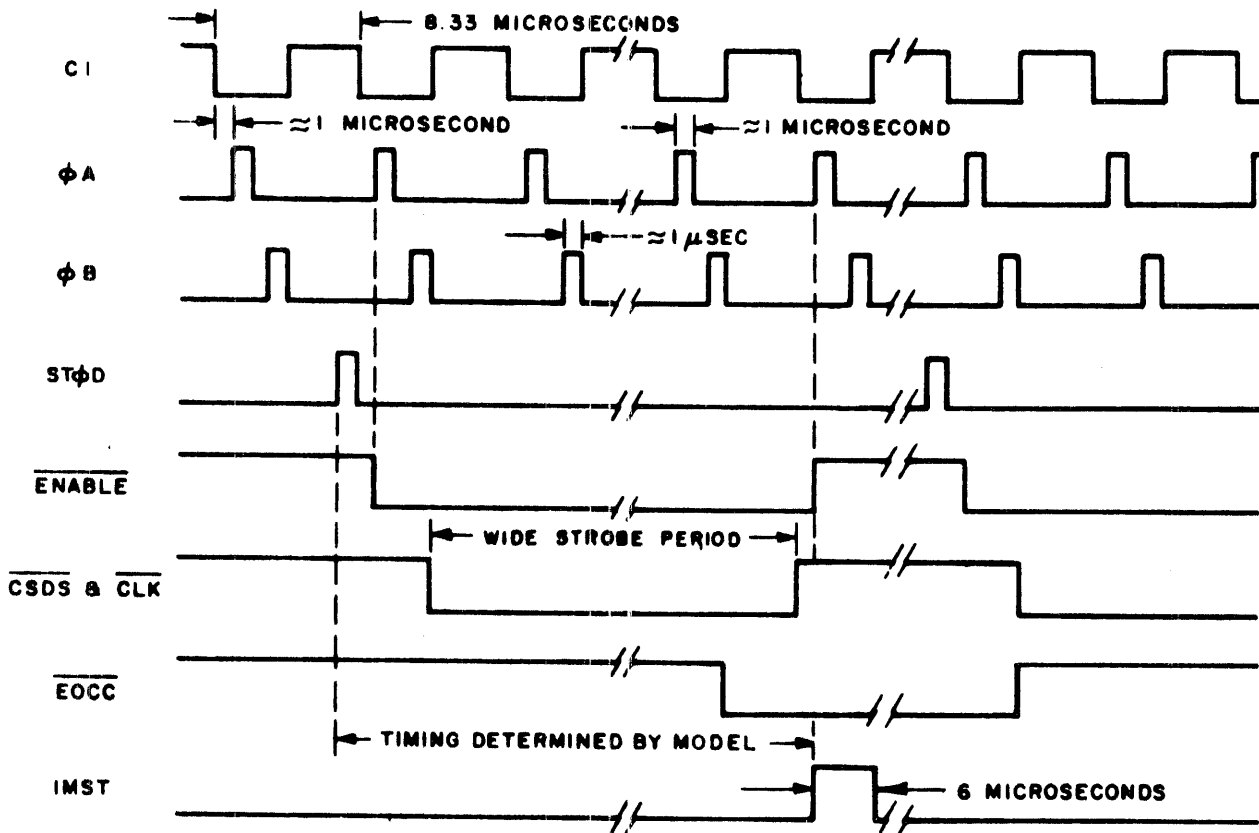 8.33 MICROSECONDS
C1
≈1 MICROSECOND
≈1 MICROSECOND
ϕA
≈1 μSEC
ϕB
STϕD
ENABLE
WIDE STROBE PERIOD
CSDS & CLK
EOCC
TIMING DETERMINED BY MODEL
IMST
6 MICROSECONDS